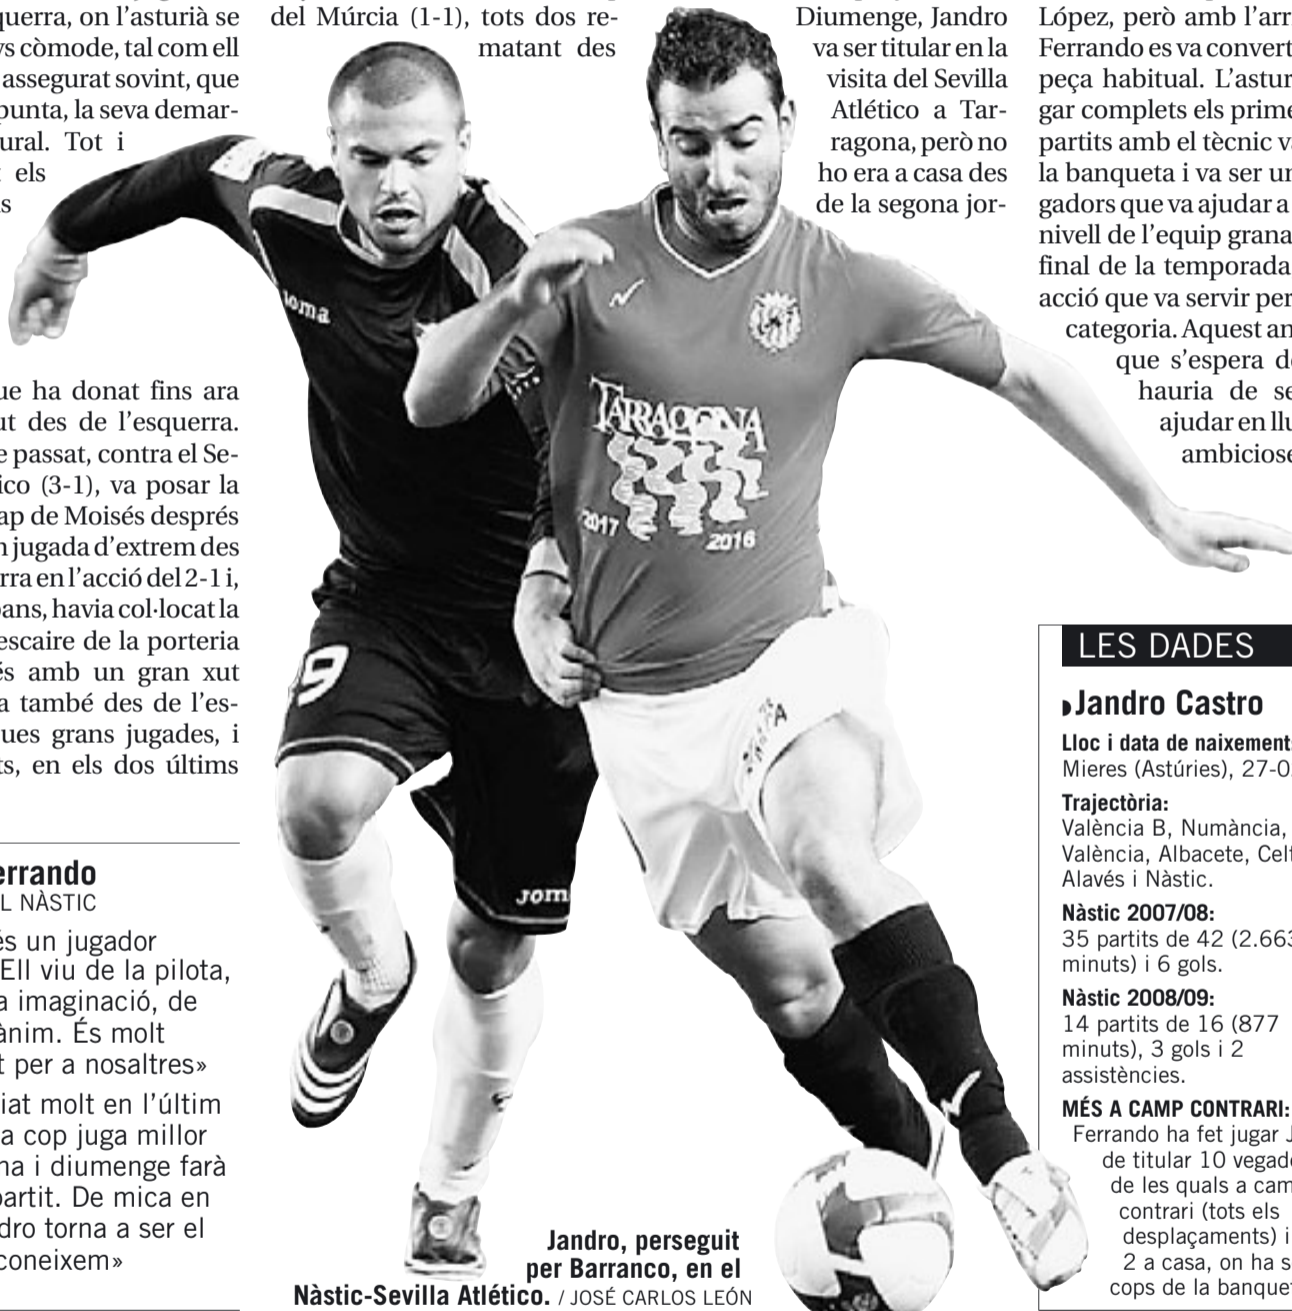 querra, on l'asturià se
ys còmode, tal com ell
assegurat sovint, que
punta, la seva demar-
ural. Tot i
els
s
ue ha donat fins ara
ut des de l'esquerra.
e passat, contra el Se-
ico (3-1), va posar la
ap de Moisés després
n jugada d'extrem des
rra en l'acció del 2-1 i,
bans, havia col·locat la
escaire de la porteria
és amb un gran xut
a també des de l'es-
ues grans jugades, i
ts, en els dos últims
errando
L NÀSTIC
és un jugador
Ell viu de la pilota,
a imaginació, de
ànim. És molt
t per a nosaltres»
iat molt en l'últim
a cop juga millor
na i diumenge farà
partit. De mica en
dro torna a ser el
coneixem»
del Múrcia (1-1), tots dos re-
matant des
Diumenge, Jandro
va ser titular en la
visita del Sevilla
Atlético a Tar-
ragona, però no
ho era a casa des
de la segona jor-
López, però amb l'arr
Ferrando es va convert
peça habitual. L'astur
gar complets els prime
partits amb el tècnic va
la banqueta i va ser un
gadors que va ajudar a
nivell de l'equip grana
final de la temporada
acció que va servir per
categoria. Aquest an
que s'espera de
hauria de se
ajudar en llu
ambiciose
joma
TARRAGONA
2017
2016
9
joma
Jandro, perseguit
per Barranco, en el
Nàstic-Sevilla Atlético. / JOSÉ CARLOS LEÓN
LES DADES
Jandro Castro
Lloc i data de naixement:
Mieres (Astúries), 27-0
Trajectòria:
València B, Numància,
València, Albacete, Celt
Alavés i Nàstic.
Nàstic 2007/08:
35 partits de 42 (2.663
minuts) i 6 gols.
Nàstic 2008/09:
14 partits de 16 (877
minuts), 3 gols i 2
assistències.
MÉS A CAMP CONTRARI:
Ferrando ha fet jugar J
de titular 10 vegade
de les quals a cam
contrari (tots els
desplaçaments) i
2 a casa, on ha s
cops de la banquet